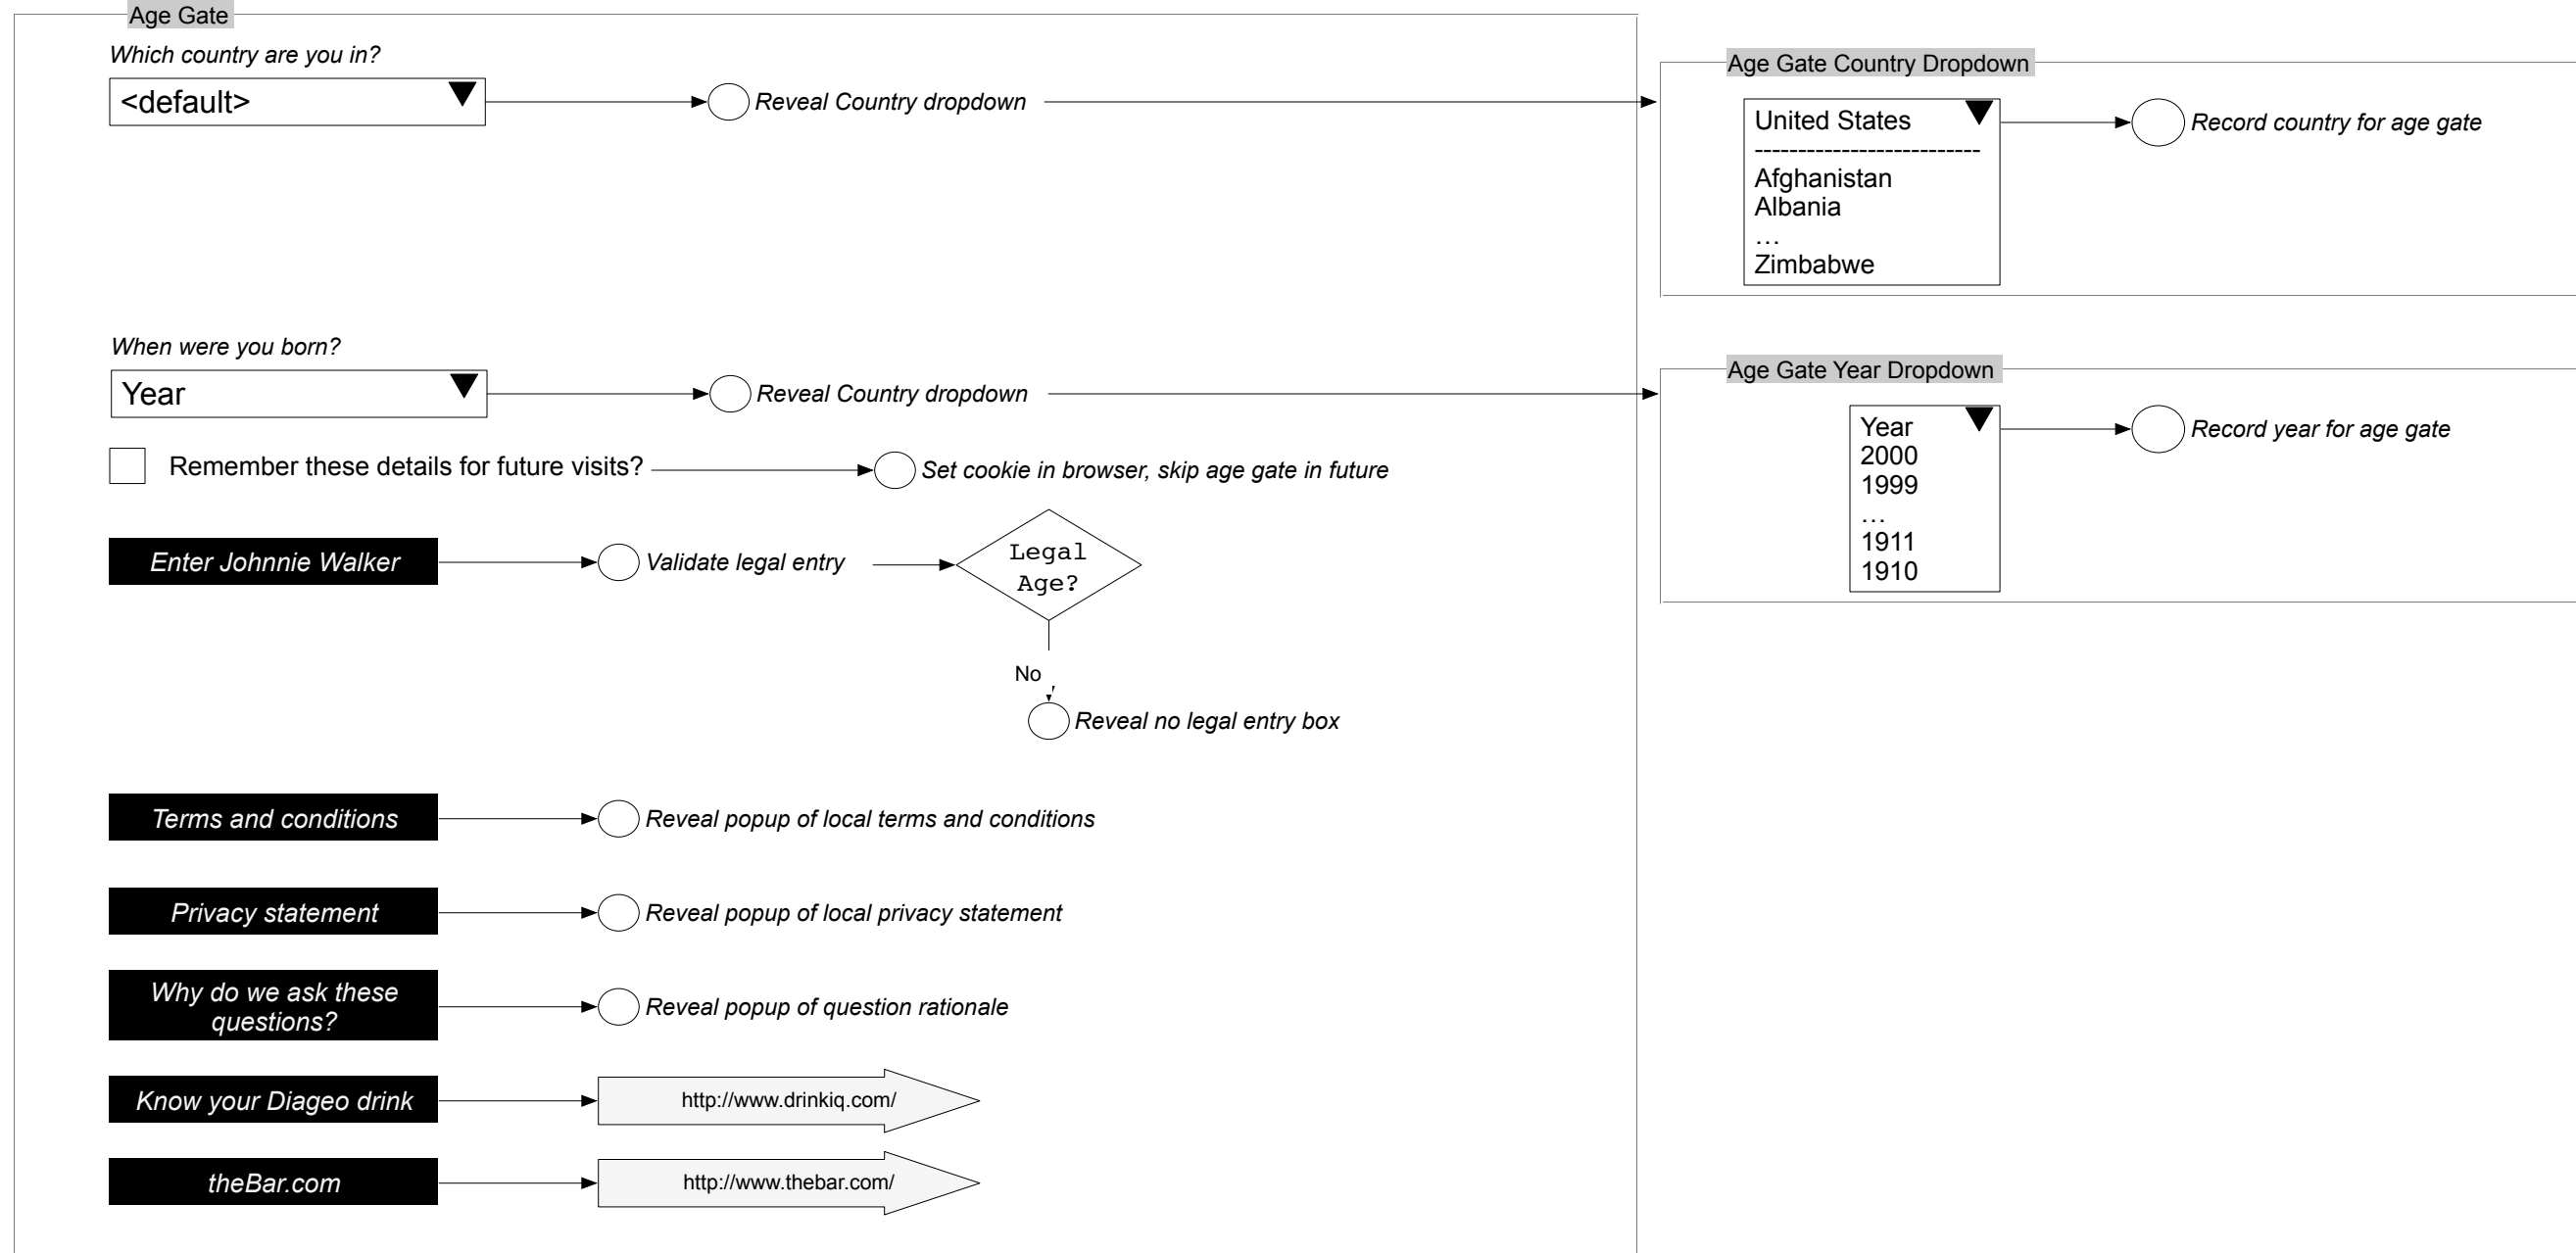 Age Gate
Which country are you in?
<default>
Reveal Country dropdown
Age Gate Country Dropdown
United States
--------------------------
Afghanistan
Albania
…
Zimbabwe
Record country for age gate
When were you born?
Year
Reveal Country dropdown
Age Gate Year Dropdown
Year
2000
1999
…
1911
1910
Record year for age gate
Remember these details for future visits?
Set cookie in browser, skip age gate in future
Enter Johnnie Walker
Validate legal entry
Legal
Age?
No
Reveal no legal entry box
Terms and conditions
Reveal popup of local terms and conditions
Privacy statement
Reveal popup of local privacy statement
Why do we ask these
questions?
Reveal popup of question rationale
Know your Diageo drink
http://www.drinkiq.com/
theBar.com
http://www.thebar.com/